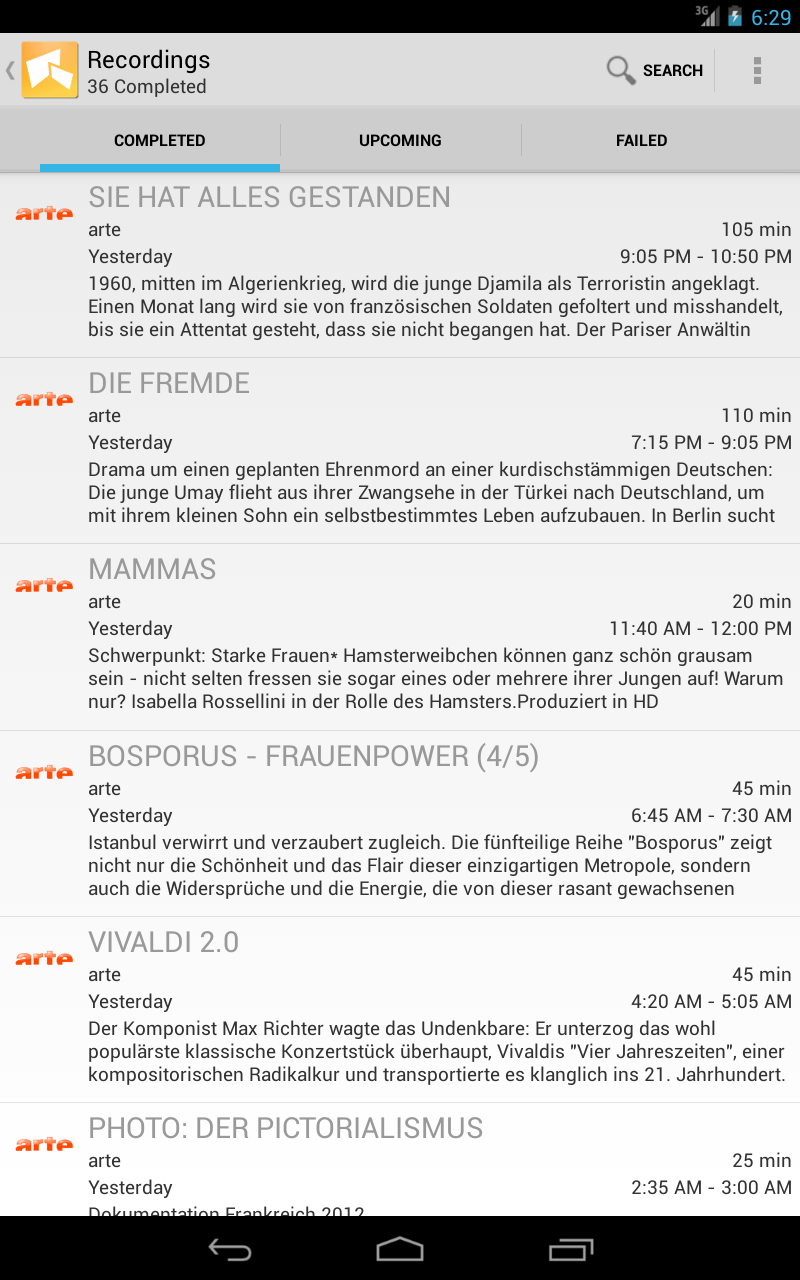 3G 6:29
Recordings
36 Completed
SEARCH
COMPLETED UPCOMING FAILED
arte
SIE HAT ALLES GESTANDEN
arte 105 min
Yesterday 9:05 PM - 10:50 PM
1960, mitten im Algerienkrieg, wird die junge Djamila als Terroristin angeklagt.
Einen Monat lang wird sie von französischen Soldaten gefoltert und misshandelt,
bis sie ein Attentat gesteht, dass sie nicht begangen hat. Der Pariser Anwältin
arte
DIE FREMDE
arte 110 min
Yesterday 7:15 PM - 9:05 PM
Drama um einen geplanten Ehrenmord an einer kurdischstämmigen Deutschen:
Die junge Umay flieht aus ihrer Zwangsehe in der Türkei nach Deutschland, um
mit ihrem kleinen Sohn ein selbstbestimmtes Leben aufzubauen. In Berlin sucht
arte
MAMMAS
arte 20 min
Yesterday 11:40 AM - 12:00 PM
Schwerpunkt: Starke Frauen* Hamsterweibchen können ganz schön grausam
sein - nicht selten fressen sie sogar eines oder mehrere ihrer Jungen auf! Warum
nur? Isabella Rossellini in der Rolle des Hamsters.Produziert in HD
arte
BOSPORUS - FRAUENPOWER (4/5)
arte 45 min
Yesterday 6:45 AM - 7:30 AM
Istanbul verwirrt und verzaubert zugleich. Die fünfteilige Reihe "Bosporus" zeigt
nicht nur die Schönheit und das Flair dieser einzigartigen Metropole, sondern
auch die Widersprüche und die Energie, die von dieser rasant gewachsenen
arte
VIVALDI 2.0
arte 45 min
Yesterday 4:20 AM - 5:05 AM
Der Komponist Max Richter wagte das Undenkbare: Er unterzog das wohl
populärste klassische Konzertstück überhaupt, Vivaldis "Vier Jahreszeiten", einer
kompositorischen Radikalkur und transportierte es klanglich ins 21. Jahrhundert.
arte
PHOTO: DER PICTORIALISMUS
arte 25 min
Yesterday 2:35 AM - 3:00 AM
Dokumentation Frankreich 2012